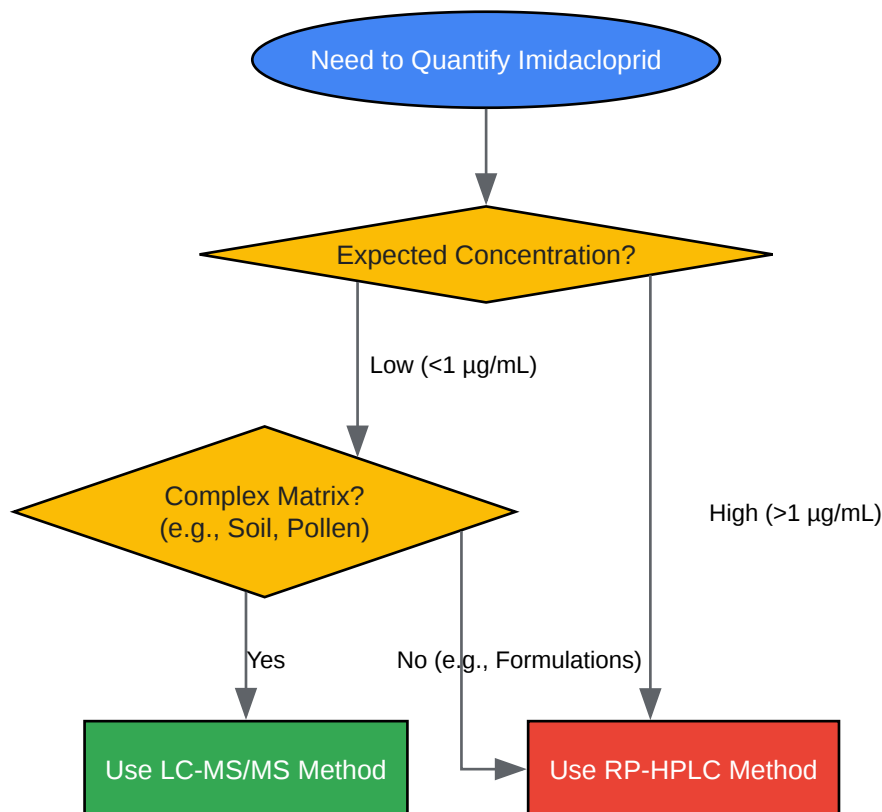 Need to Quantify Imidacloprid
Expected Concentration?
Low (<1 µg/mL)
Complex Matrix?
(e.g., Soil, Pollen)
High (>1 µg/mL)
Yes
No (e.g., Formulations)
Use LC-MS/MS Method
Use RP-HPLC Method